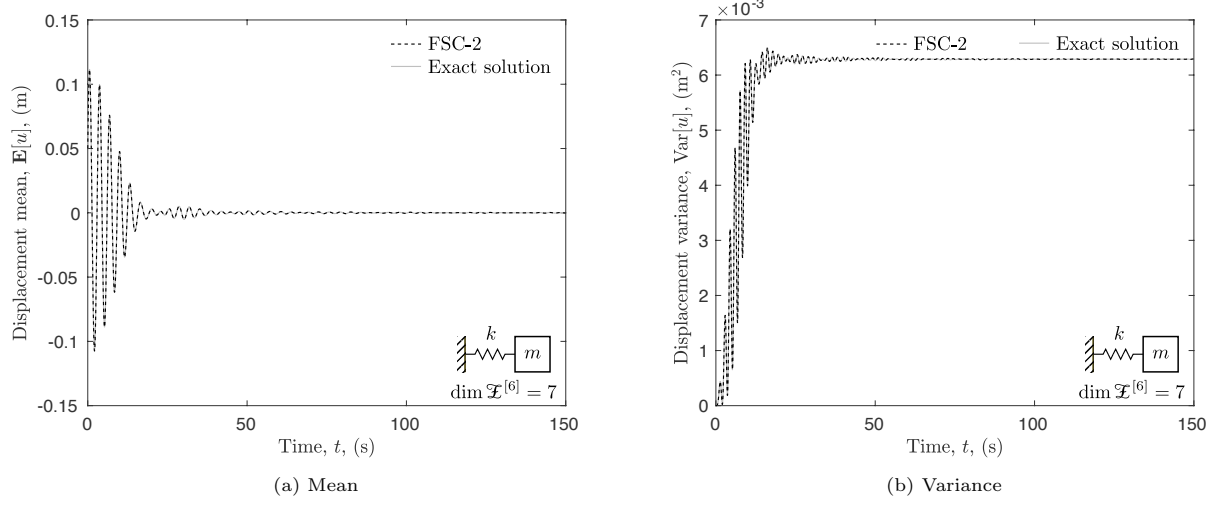 0.15
0.1
0.05
0
-0.05
-0.1
-0.15
Displacement mean, E[u], (m)
FSC-2
Exact solution
k
m
dim 𝒵^[6] = 7
0 50 100 150
Time, t, (s)
(a) Mean
×10^-3
7
6
5
4
3
2
1
0
Displacement variance, Var[u], (m²)
FSC-2 Exact solution
k
m
dim 𝒵^[6] = 7
0 50 100 150
Time, t, (s)
(b) Variance